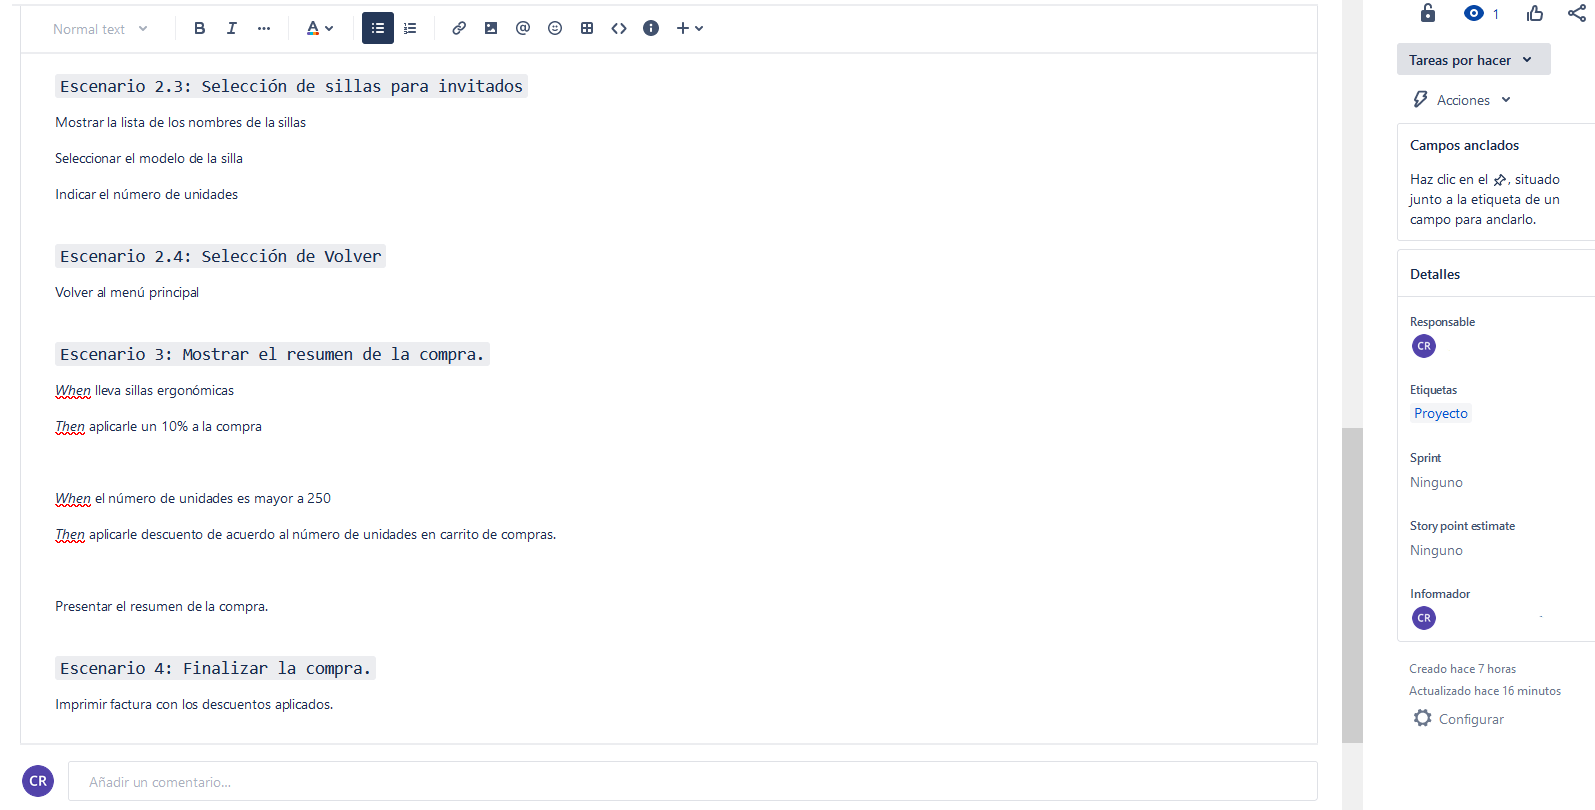 Normal text
Escenario 2.3: Selección de sillas para invitados
Mostrar la lista de los nombres de la sillas
Seleccionar el modelo de la silla
Indicar el número de unidades
Escenario 2.4: Selección de Volver
Volver al menú principal
Escenario 3: Mostrar el resumen de la compra.
When lleva sillas ergonómicas
Then aplicarle un 10% a la compra
When el número de unidades es mayor a 250
Then aplicarle descuento de acuerdo al número de unidades en carrito de compras.
Presentar el resumen de la compra.
Escenario 4: Finalizar la compra.
Imprimir factura con los descuentos aplicados.
CR
Añadir un comentario...
1
Tareas por hacer
Acciones
Campos anclados
Haz clic en el , situado
junto a la etiqueta de un
campo para anclarlo.
Detalles
Responsable
CR
Etiquetas
Proyecto
Sprint
Ninguno
Story point estimate
Ninguno
Informador
CR
Creado hace 7 horas
Actualizado hace 16 minutos
Configurar